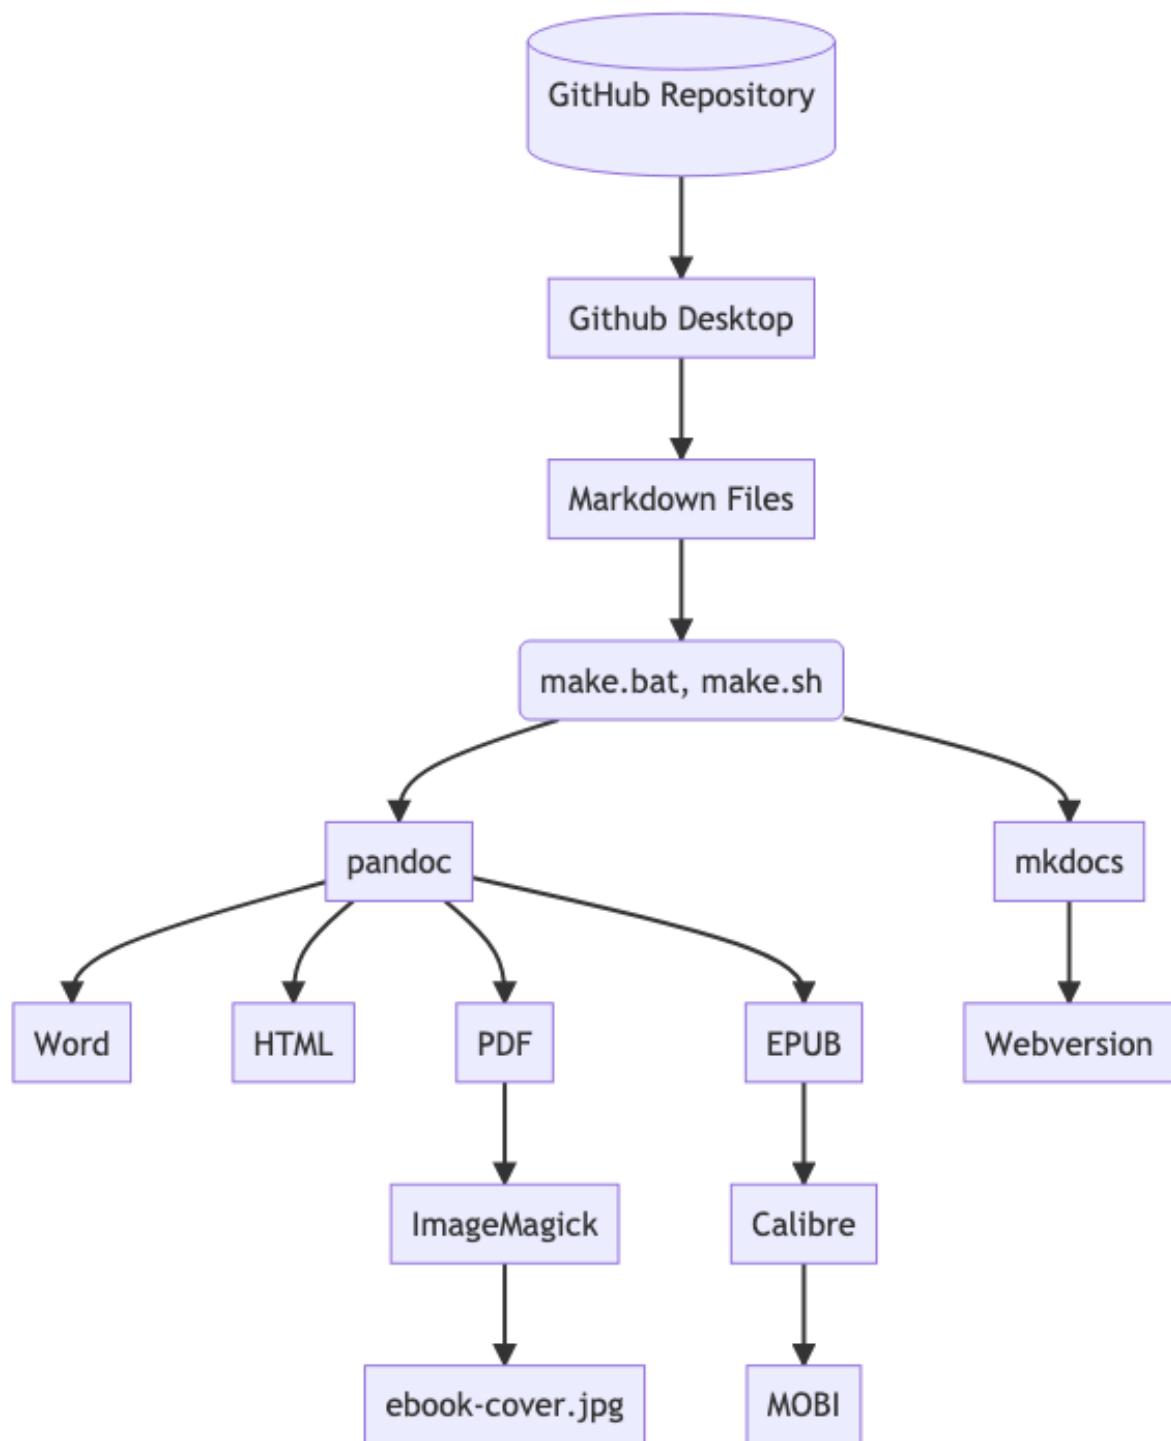 GitHub Repository
Github Desktop
Markdown Files
make.bat, make.sh
pandoc
mkdocs
Word
HTML
PDF
EPUB
Webversion
ImageMagick
Calibre
ebook-cover.jpg
MOBI